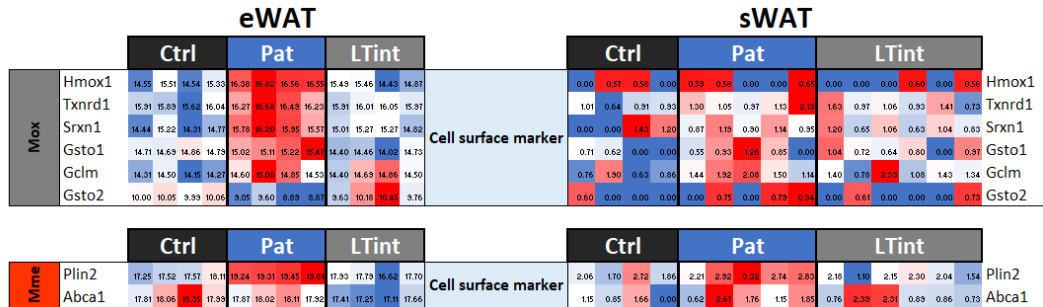 eWAT sWAT
Ctrl Pat LTint Ctrl Pat LTint
Mox
Hmox1 14.55 15.51 14.54 15.33 16.38 16.82 16.56 16.55 15.49 15.46 14.43 14.87 0.00 0.57 0.58 0.00 0.59 0.58 0.00 0.00 0.65 0.00 0.00 0.00 0.60 0.00 0.56 Hmox1
Txnrd1 15.91 15.89 15.62 16.04 16.27 16.68 16.49 16.23 15.91 16.01 16.05 15.97 1.01 0.64 0.91 0.93 1.30 1.05 0.97 1.13 2.13 1.63 0.97 1.06 0.93 1.41 0.73 Txnrd1
Srxn1 14.44 15.22 14.31 14.77 15.78 16.20 15.95 15.57 15.01 15.27 15.27 14.82 Cell surface marker 0.00 0.00 1.43 1.20 0.87 1.19 0.90 1.14 0.95 1.20 0.65 1.06 0.63 1.04 0.83 Srxn1
Gsto1 14.71 14.69 14.86 14.79 15.02 15.11 15.22 15.47 14.40 14.46 14.02 14.73 0.71 0.62 0.00 0.00 0.55 0.93 1.26 0.85 0.00 1.04 0.72 0.64 0.80 0.00 0.97 Gsto1
Gclm 14.31 14.50 14.15 14.27 14.60 15.08 14.85 14.53 14.40 14.69 14.86 14.50 0.76 1.90 0.63 0.86 1.44 1.92 2.08 1.50 1.14 1.40 0.78 2.39 1.08 1.43 1.34 Gclm
Gsto2 10.00 10.05 9.99 10.06 9.05 9.60 8.89 8.87 9.63 10.18 10.45 9.76 0.60 0.00 0.00 0.00 0.00 0.75 0.00 0.79 0.94 0.00 0.61 0.00 0.00 0.00 0.73 Gsto2
Ctrl Pat LTint Ctrl Pat LTint
Mme
Plin2 17.25 17.52 17.57 18.11 19.24 19.31 19.45 19.81 17.93 17.79 16.62 17.70 Cell surface 2.06 1.70 2.72 1.86 2.21 2.92 3.33 2.74 2.83 2.18 1.10 2.15 2.30 2.04 1.54 Plin2
Abca1 17.81 18.06 18.35 17.99 17.87 18.02 18.11 17.92 17.41 17.25 17.11 17.66 marker 1.15 0.85 1.66 0.00 0.62 2.67 1.76 1.15 1.85 0.76 2.39 2.31 0.89 0.86 0.73 Abca1